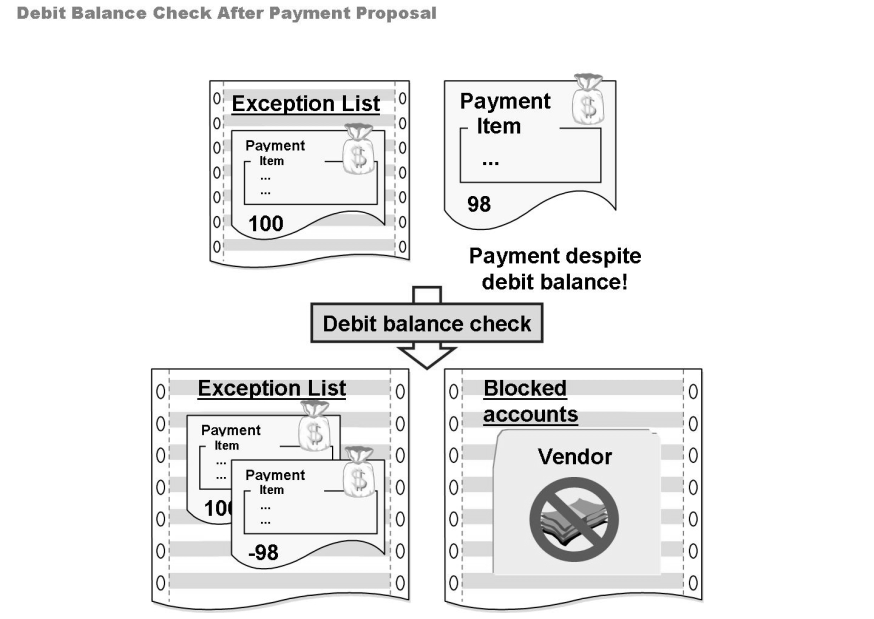 Debit Balance Check After Payment Proposal
Exception List
Payment
Item
...
...
100
Payment
Item
...
98
Payment despite
debit balance!
Debit balance check
Exception List
Payment
Item
...
...
Payment
Item
...
...
-98
Blocked
accounts
Vendor